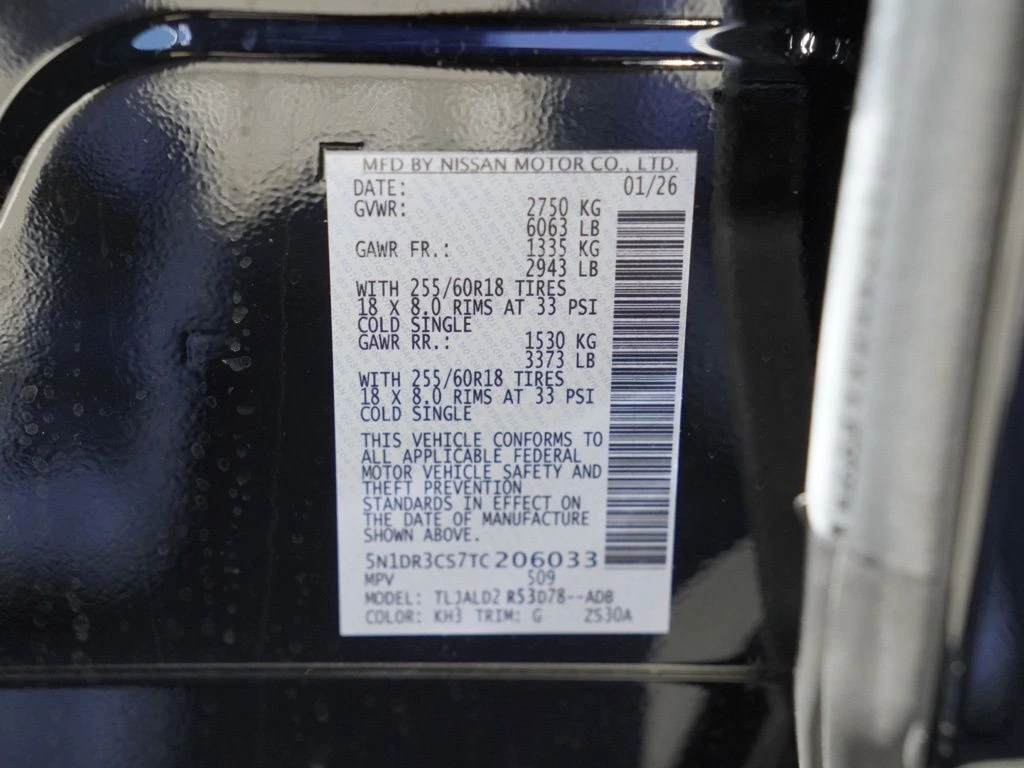 MFD BY NISSAN MOTOR CO., LTD.
DATE: 01/26
GVWR: 2750 KG
6063 LB
GAWR FR.: 1335 KG
2943 LB
WITH 255/60R18 TIRES
18 X 8.0 RIMS AT 33 PSI
COLD SINGLE
GAWR RR.: 1530 KG
3373 LB
WITH 255/60R18 TIRES
18 X 8.0 RIMS AT 33 PSI
COLD SINGLE
THIS VEHICLE CONFORMS TO
ALL APPLICABLE FEDERAL
MOTOR VEHICLE SAFETY AND
THEFT PREVENTION
STANDARDS IN EFFECT ON
THE DATE OF MANUFACTURE
SHOWN ABOVE.
5N1DR3CS7TC206033
MPV 509
MODEL: TLJALD2 R53D78--ADB
COLOR: KH3 TRIM: G ZS30A